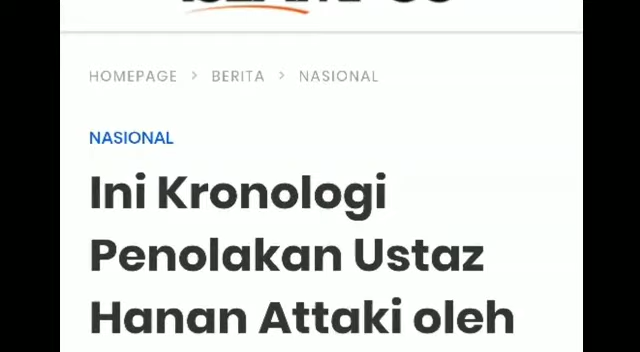 HOMEPAGE > BERITA > NASIONAL
NASIONAL
Ini Kronologi
Penolakan Ustaz
Hanan Attaki oleh